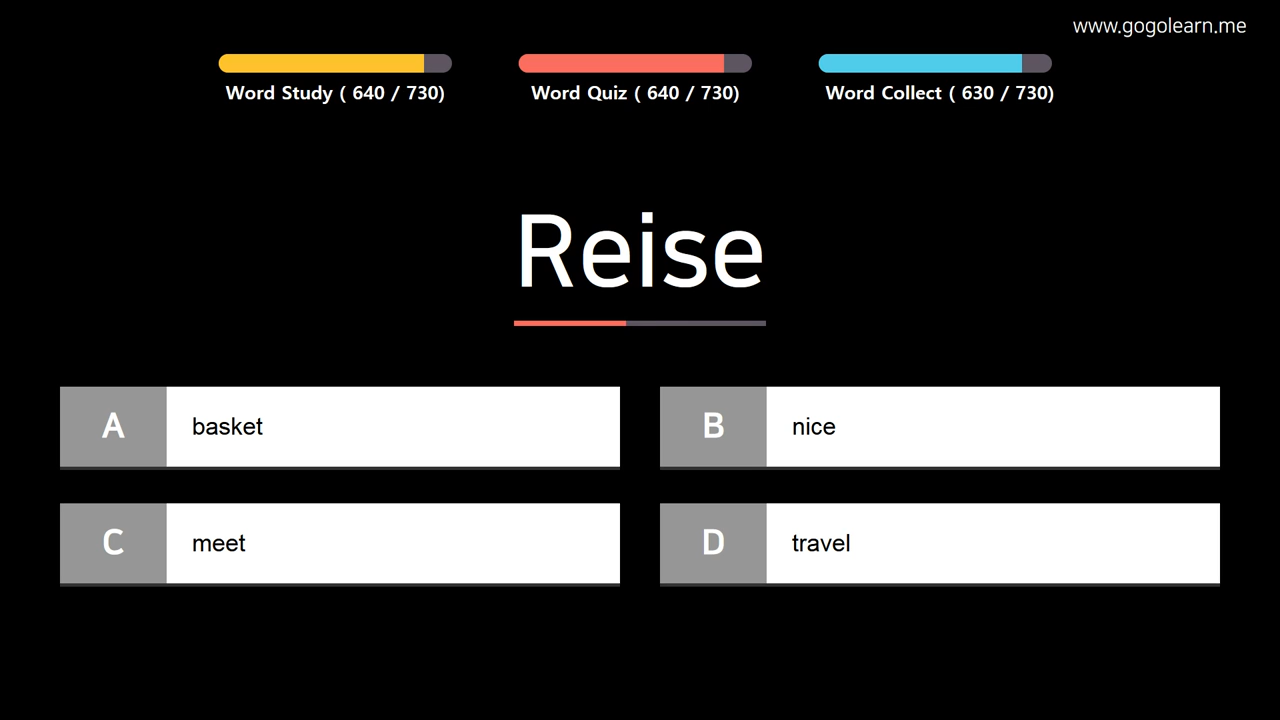 www.gogolearn.me
Word Study ( 640 / 730)
Word Quiz ( 640 / 730)
Word Collect ( 630 / 730)
Reise
A
basket
B
nice
C
meet
D
travel